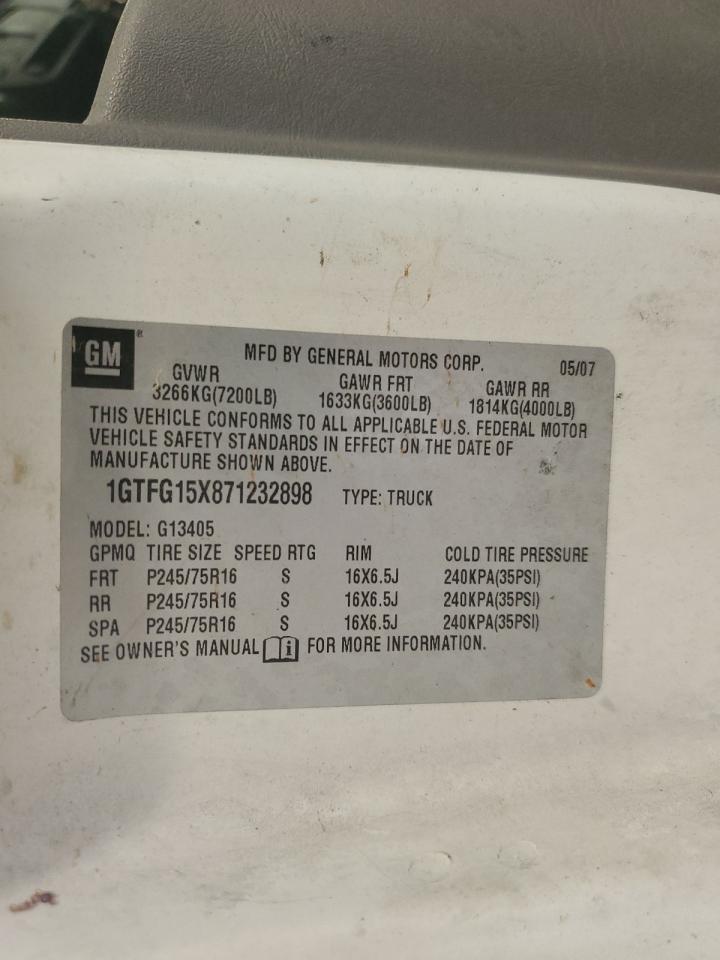 GM ®
MFD BY GENERAL MOTORS CORP. 05/07
GVWR GAWR FRT GAWR RR
3266KG(7200LB) 1633KG(3600LB) 1814KG(4000LB)
THIS VEHICLE CONFORMS TO ALL APPLICABLE U.S. FEDERAL MOTOR
VEHICLE SAFETY STANDARDS IN EFFECT ON THE DATE OF
MANUFACTURE SHOWN ABOVE.
1GTFG15X871232898 TYPE: TRUCK
MODEL: G13405
GPMQ TIRE SIZE SPEED RTG RIM COLD TIRE PRESSURE
FRT P245/75R16 S 16X6.5J 240KPA(35PSI)
RR P245/75R16 S 16X6.5J 240KPA(35PSI)
SPA P245/75R16 S 16X6.5J 240KPA(35PSI)
SEE OWNER'S MANUAL i FOR MORE INFORMATION.